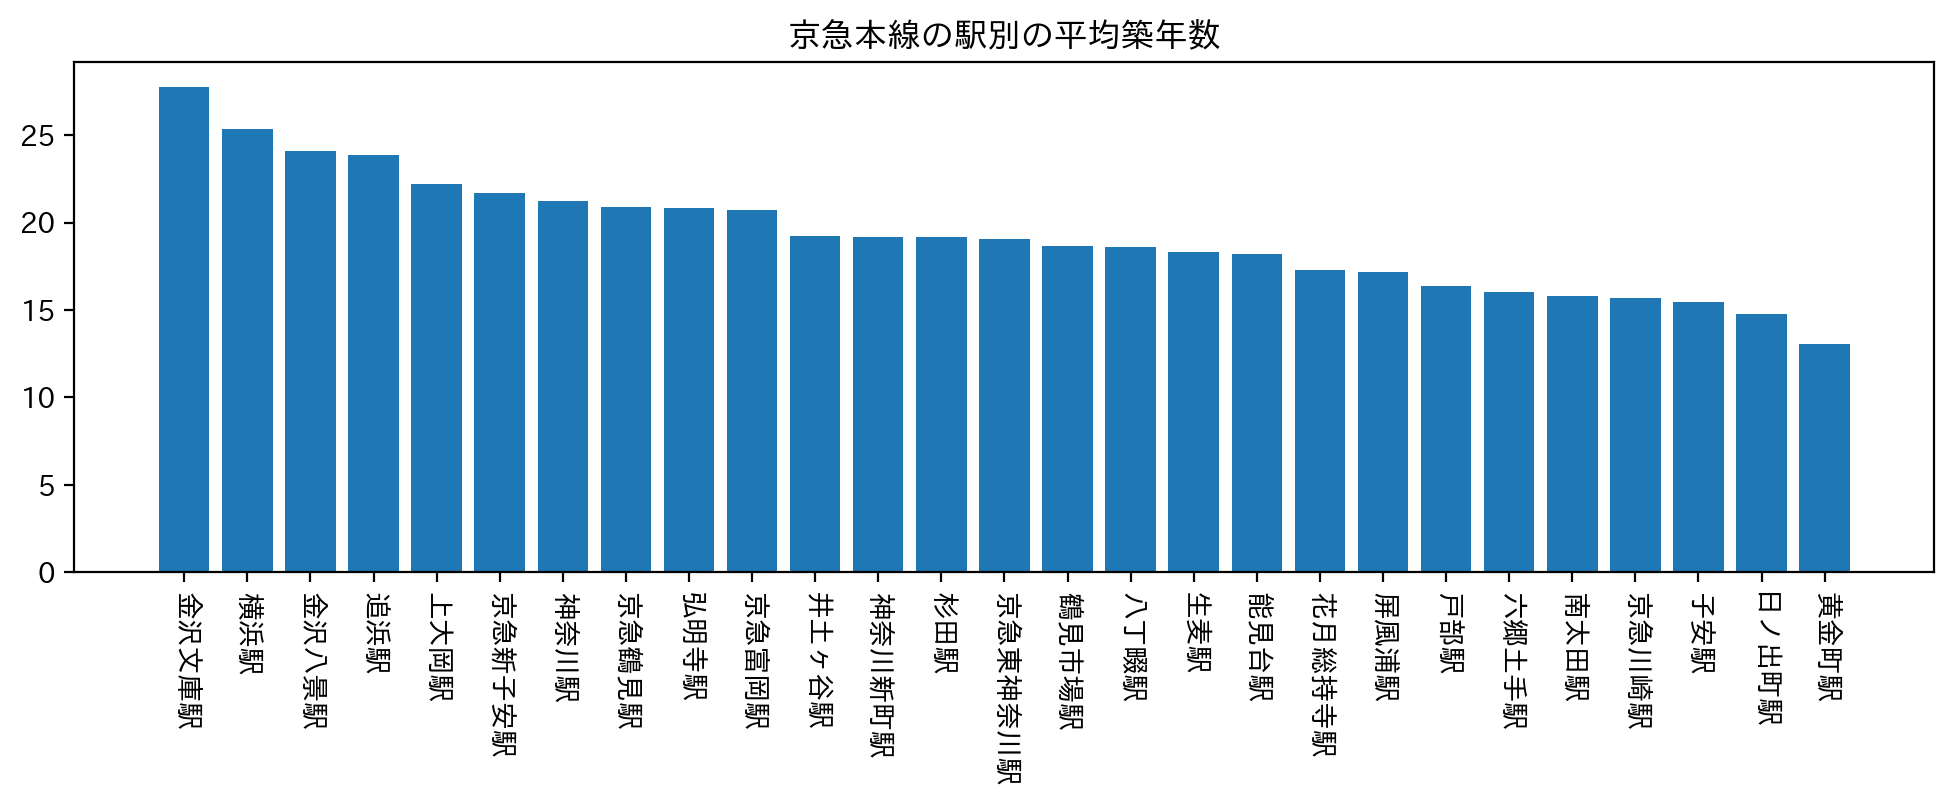 京急本線の駅別の平均築年数
25
20
15
10
5
0
金沢文庫駅
横浜駅
金沢八景駅
追浜駅
上大岡駅
京急新子安駅
神奈川駅
京急鶴見駅
弘明寺駅
京急富岡駅
井土ヶ谷駅
神奈川新町駅
杉田駅
京急東神奈川駅
鶴見市場駅
八丁畷駅
生麦駅
能見台駅
花月総持寺駅
屏風浦駅
戸部駅
六郷土手駅
南太田駅
京急川崎駅
子安駅
日ノ出町駅
黄金町駅